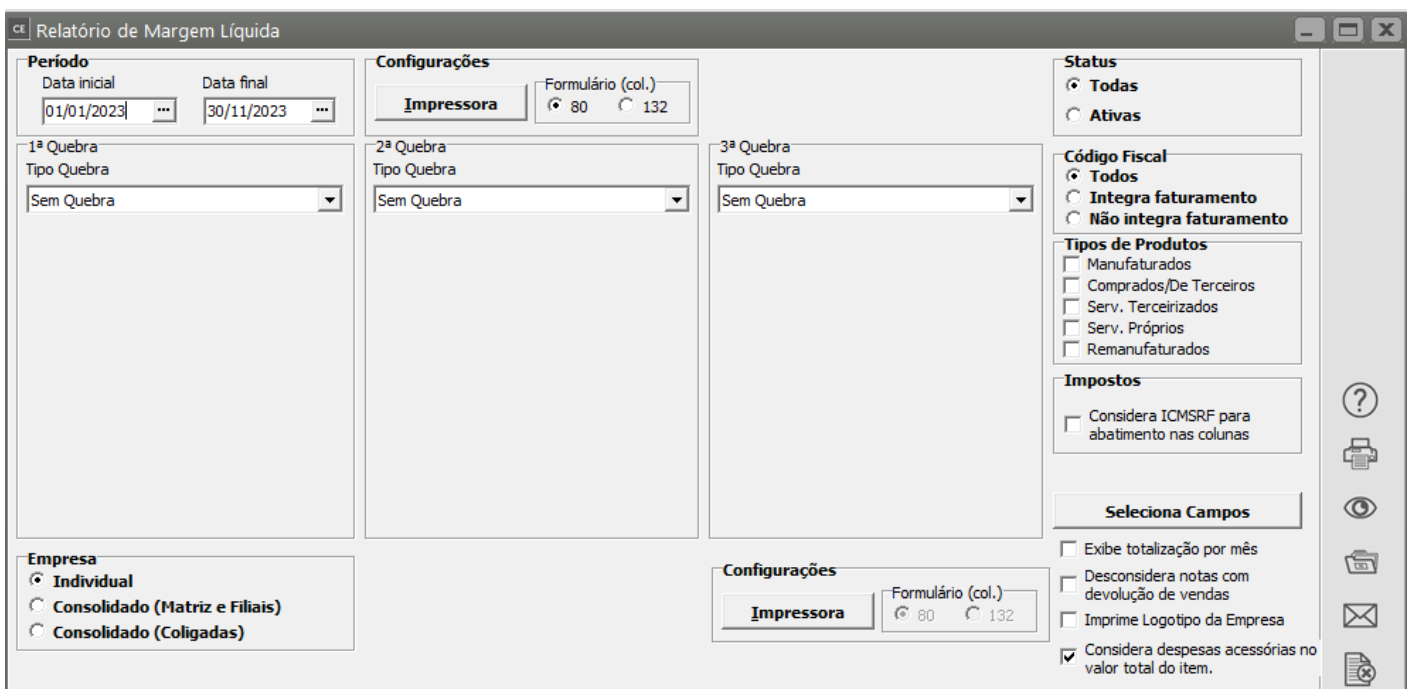 CE Relatório de Margem Líquida
Período
Data inicial
Data final
01/01/2023 ...
30/11/2023 ...
Configurações
Impressora
Formulário (col.)
80 132
Status
Todas
Ativas
1ª Quebra
Tipo Quebra
Sem Quebra
2ª Quebra
Tipo Quebra
Sem Quebra
3ª Quebra
Tipo Quebra
Sem Quebra
Código Fiscal
Todos
Integra faturamento
Não integra faturamento
Tipos de Produtos
Manufaturados
Comprados/De Terceiros
Serv. Terceirizados
Serv. Próprios
Remanufaturados
Impostos
Considera ICMSRF para
abatimento nas colunas
Seleciona Campos
Exibe totalização por mês
Desconsidera notas com
devolução de vendas
Imprime Logotipo da Empresa
Considera despesas acessórias no
valor total do item.
Empresa
Individual
Consolidado (Matriz e Filiais)
Consolidado (Coligadas)
Configurações
Impressora
Formulário (col.)
80 132